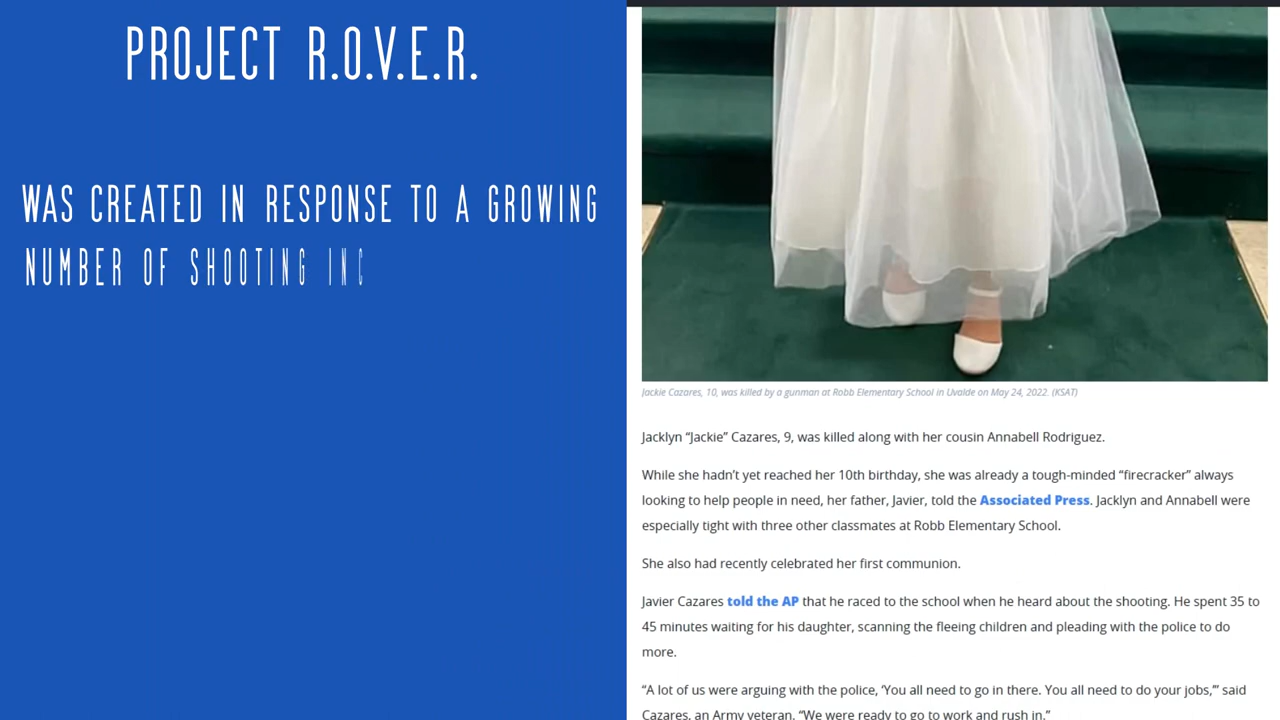 PROJECT R.O.V.E.R.
WAS CREATED IN RESPONSE TO A GROWING
NUMBER OF SHOOTING INC
Jackie Cazares, 10, was killed by a gunman at Robb Elementary School in Uvalde on May 24, 2022. (KSAT)
Jacklyn “Jackie” Cazares, 9, was killed along with her cousin Annabell Rodriguez.
While she hadn’t yet reached her 10th birthday, she was already a tough-minded “firecracker” always
looking to help people in need, her father, Javier, told the Associated Press. Jacklyn and Annabell were
especially tight with three other classmates at Robb Elementary School.
She also had recently celebrated her first communion.
Javier Cazares told the AP that he raced to the school when he heard about the shooting. He spent 35 to
45 minutes waiting for his daughter, scanning the fleeing children and pleading with the police to do
more.
“A lot of us were arguing with the police, ‘You all need to go in there. You all need to do your jobs,’” said
Cazares, an Army veteran. “We were ready to go to work and rush in.”